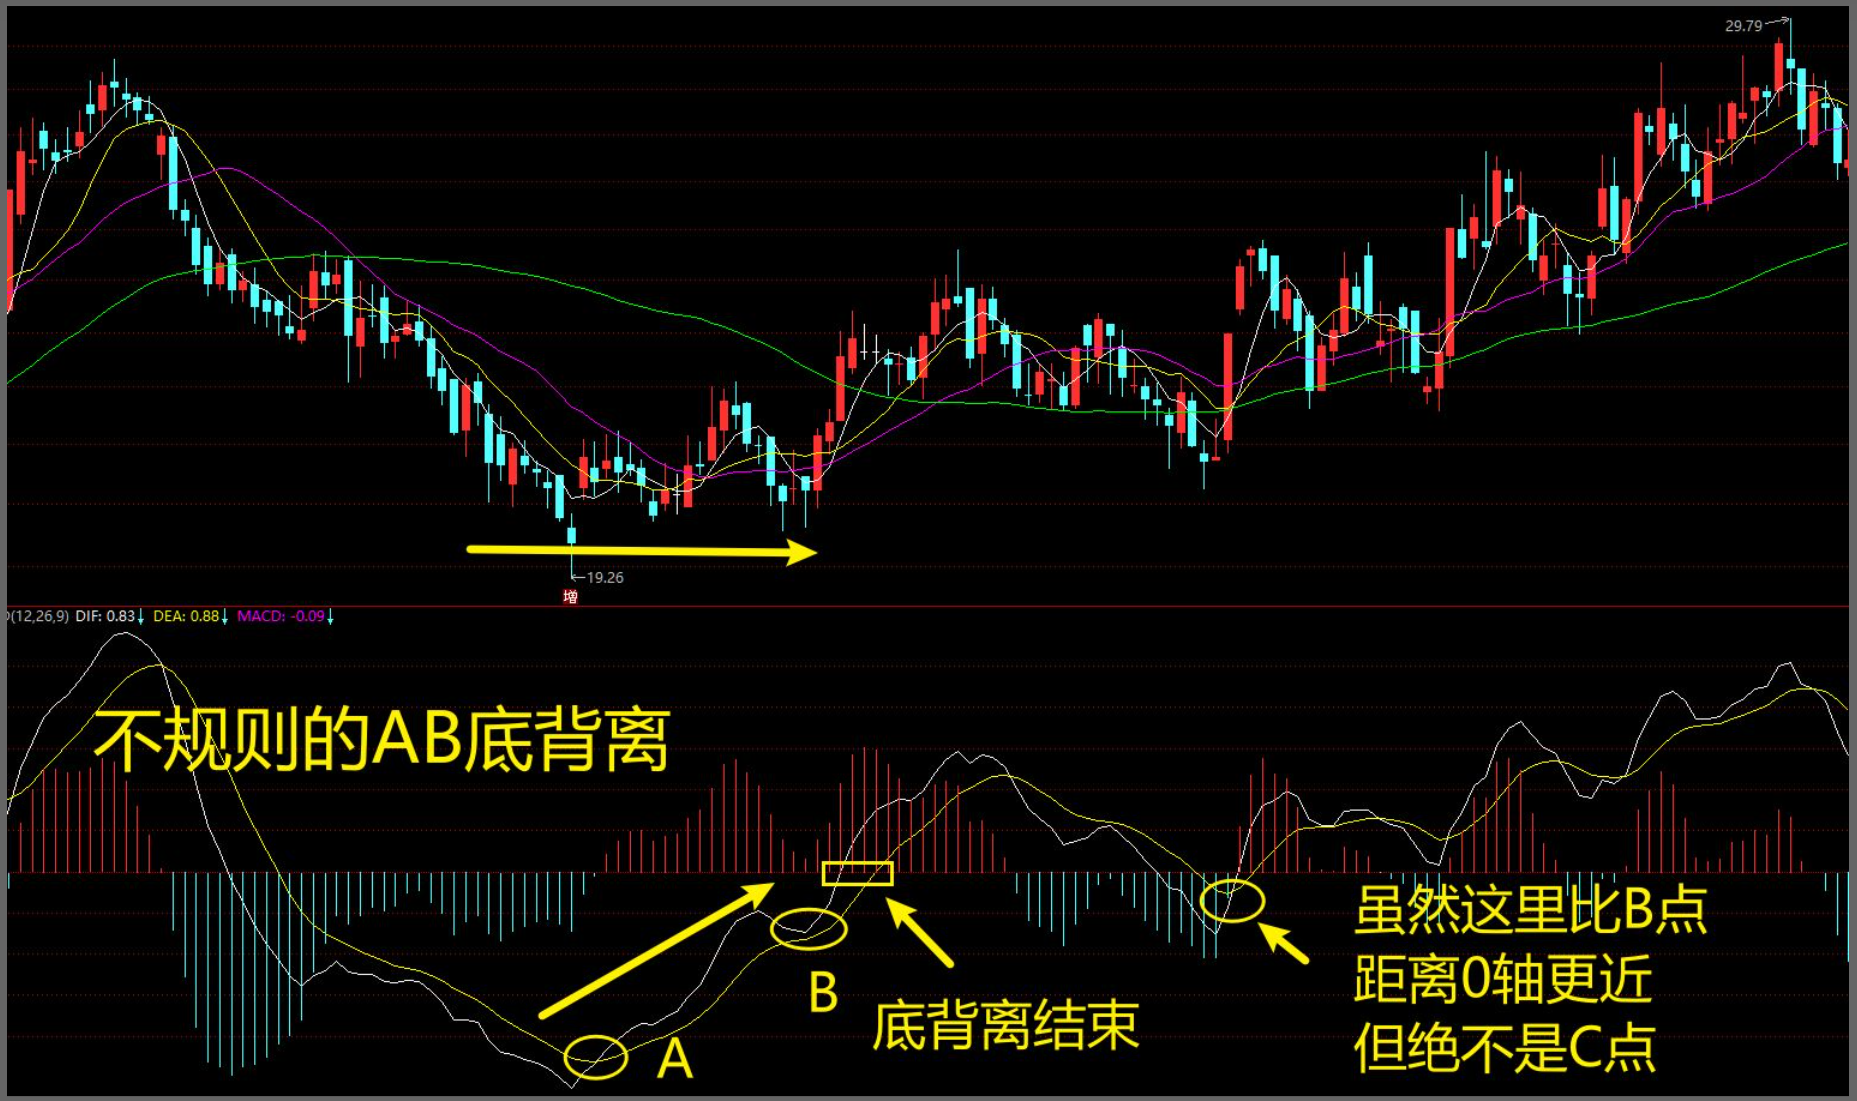 29.79
19.26
增
(12,26,9) DIF: 0.83↓ DEA: 0.88↓ MACD: -0.09↓
不规则的AB底背离
虽然这里比B点
距离0轴更近
但绝不是C点
B
底背离结束
A